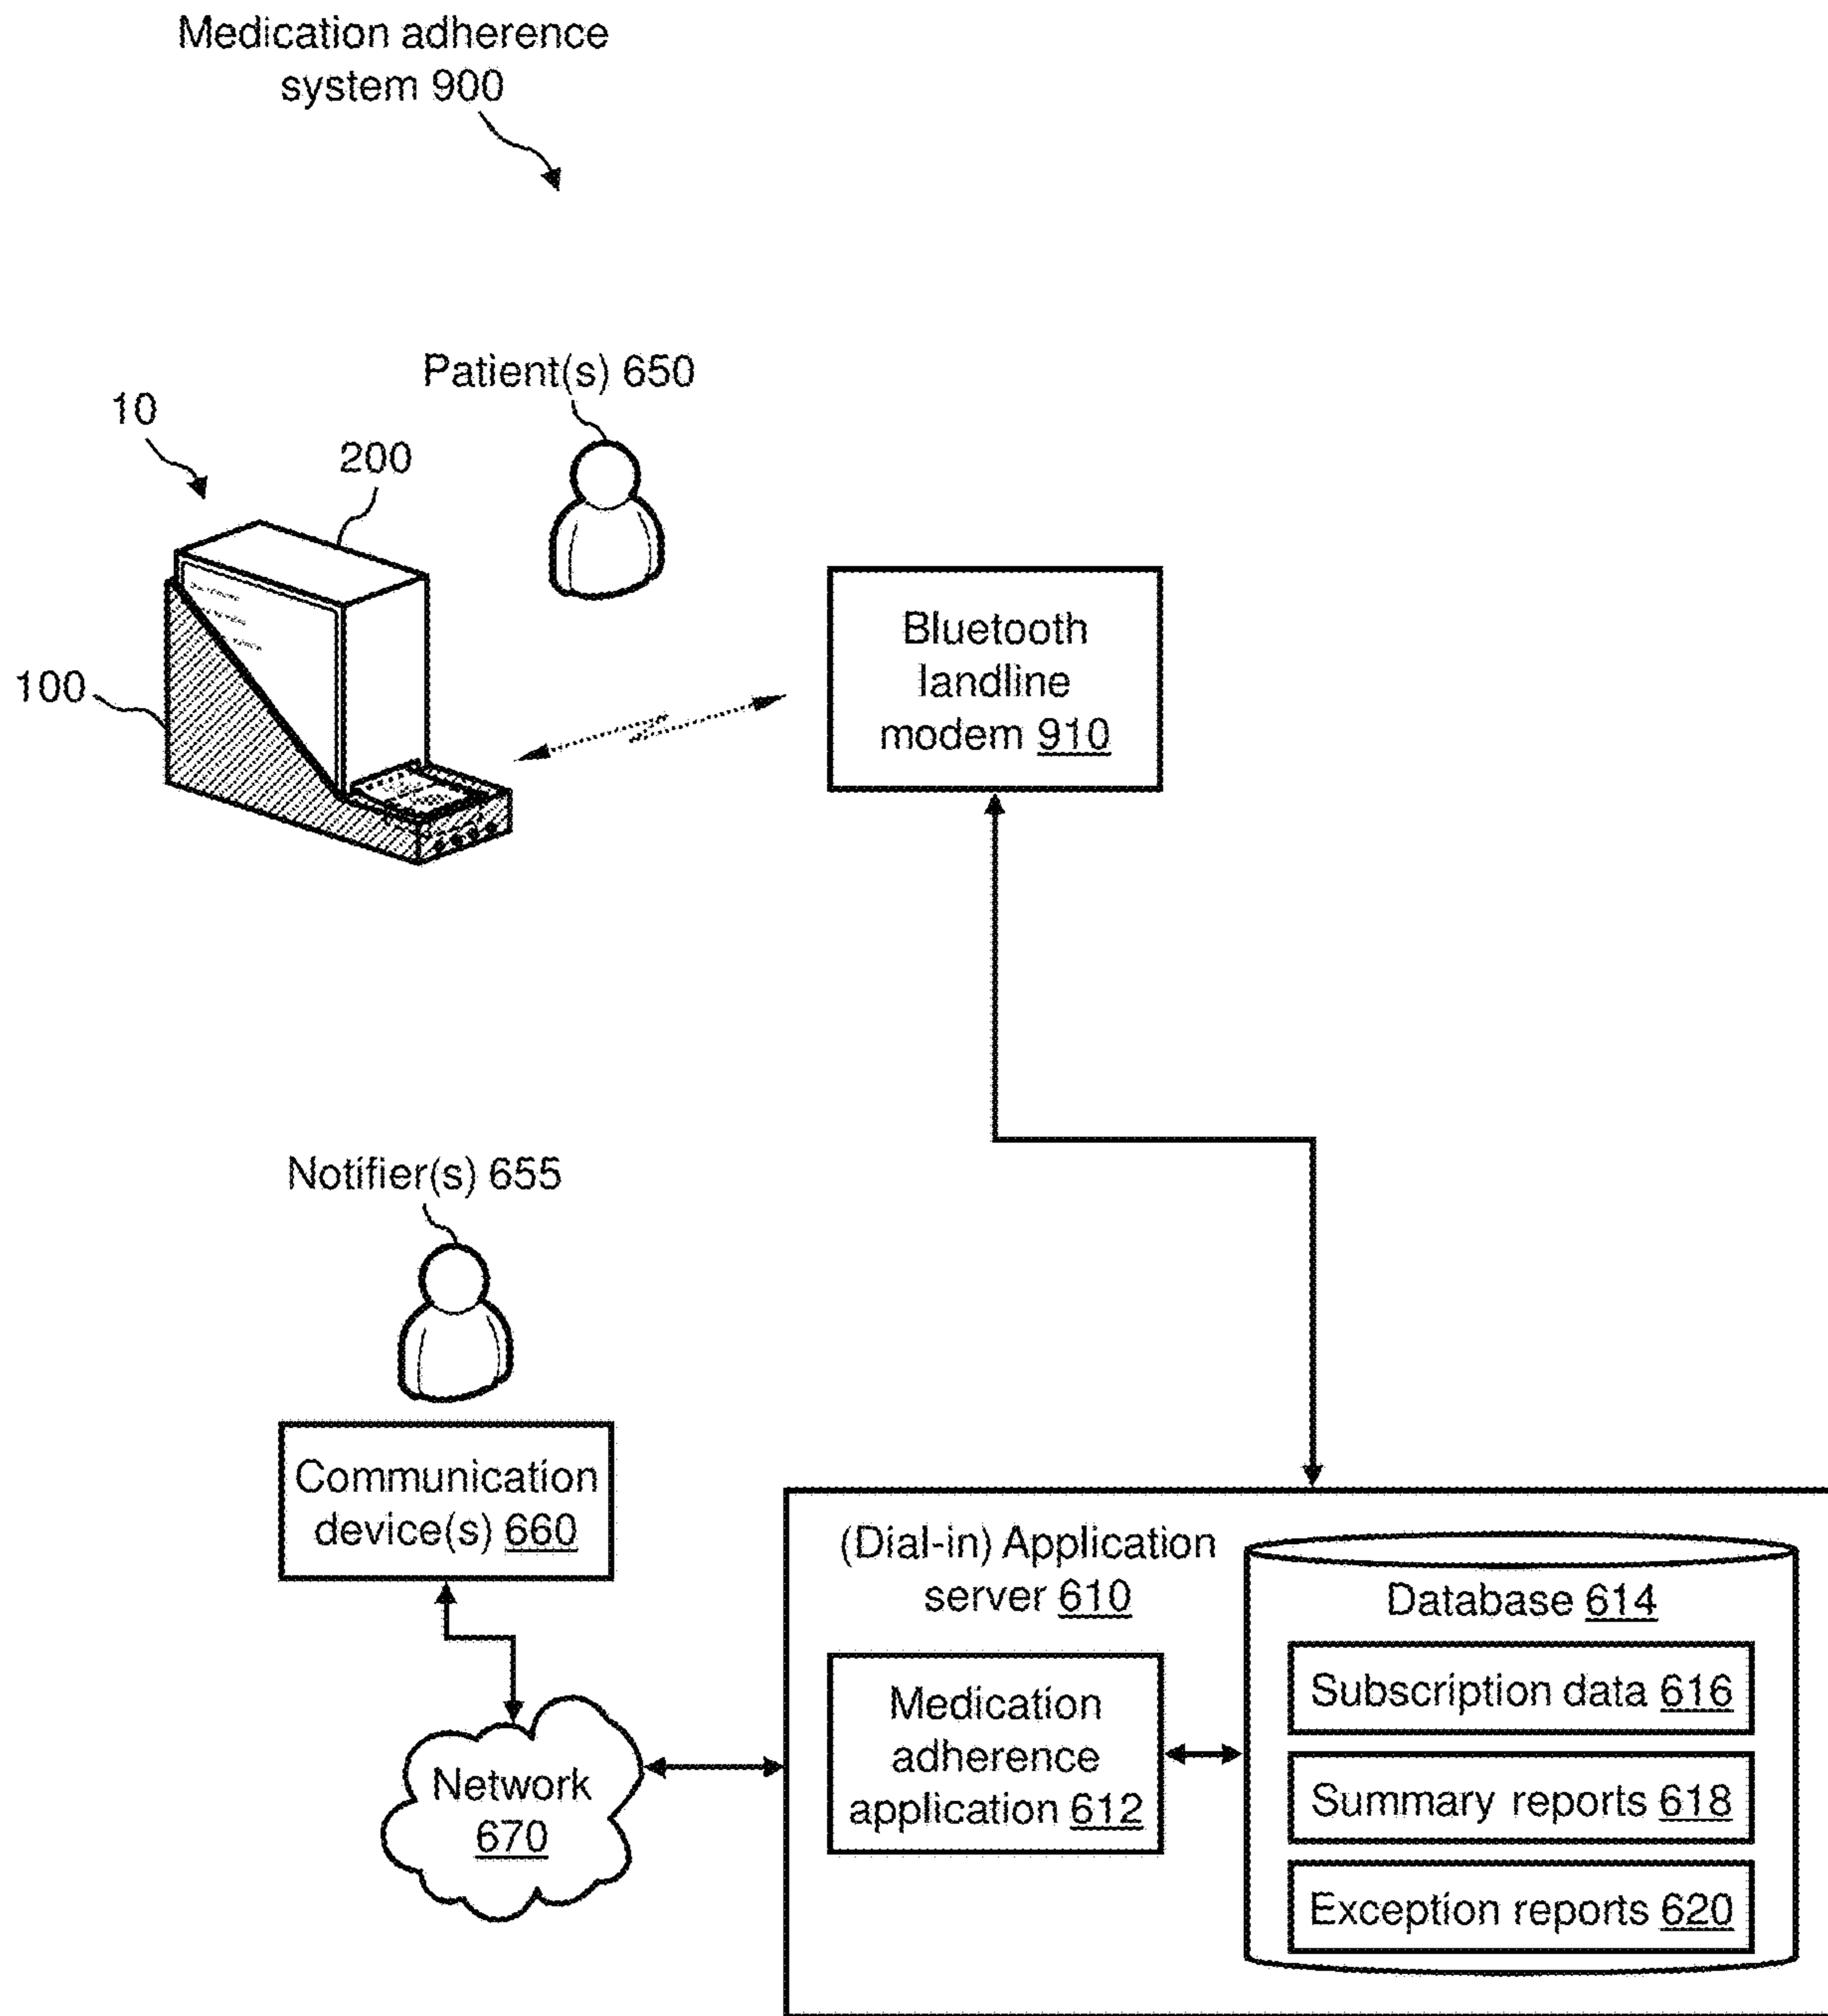 Medication adherence
system 900
Patient(s) 650
10
200
100
Bluetooth
landline
modem 910
Notifier(s) 655
Communication
device(s) 660
(Dial-in) Application
server 610
Database 614
Subscription data 616
Medication
adherence
application 612
Summary reports 618
Exception reports 620
Network
670